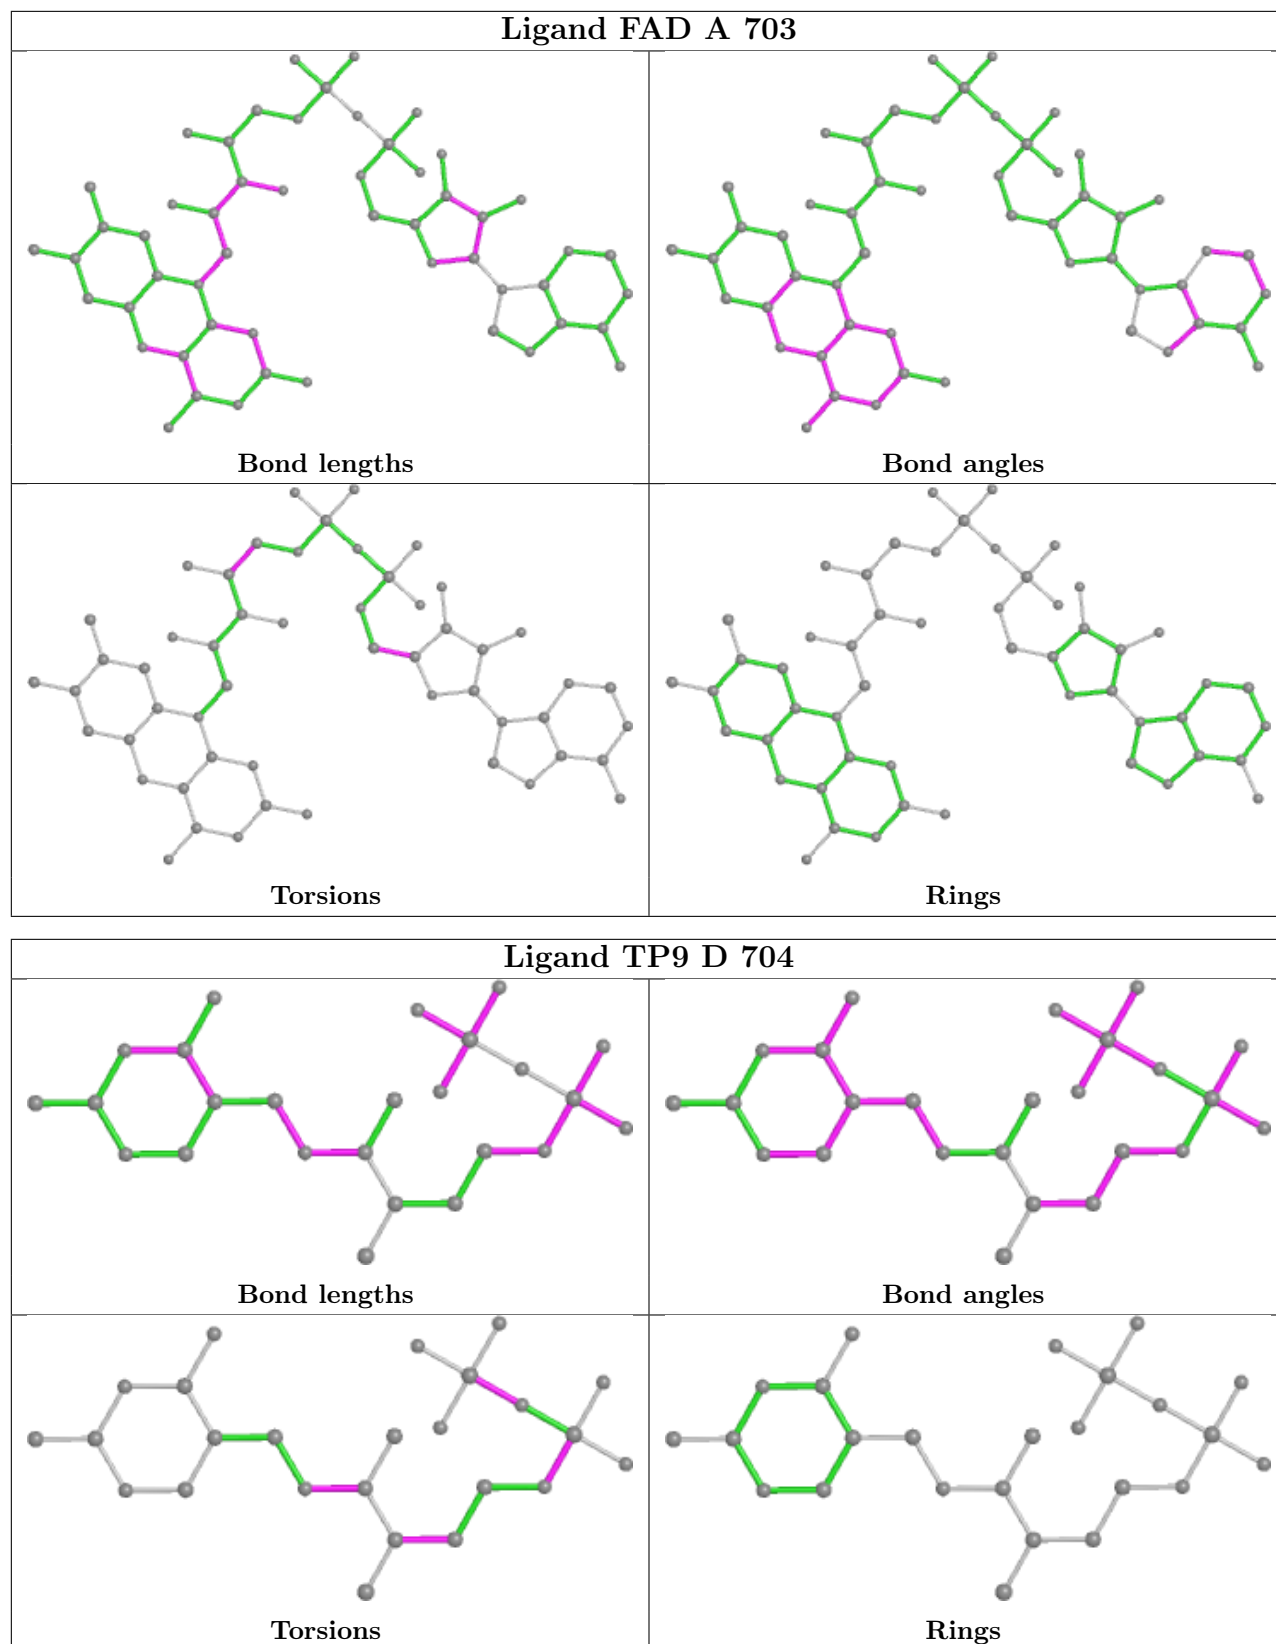 Ligand FAD A 703
Bond lengths
Bond angles
Torsions
Rings
Ligand TP9 D 704
Bond lengths
Bond angles
Torsions
Rings